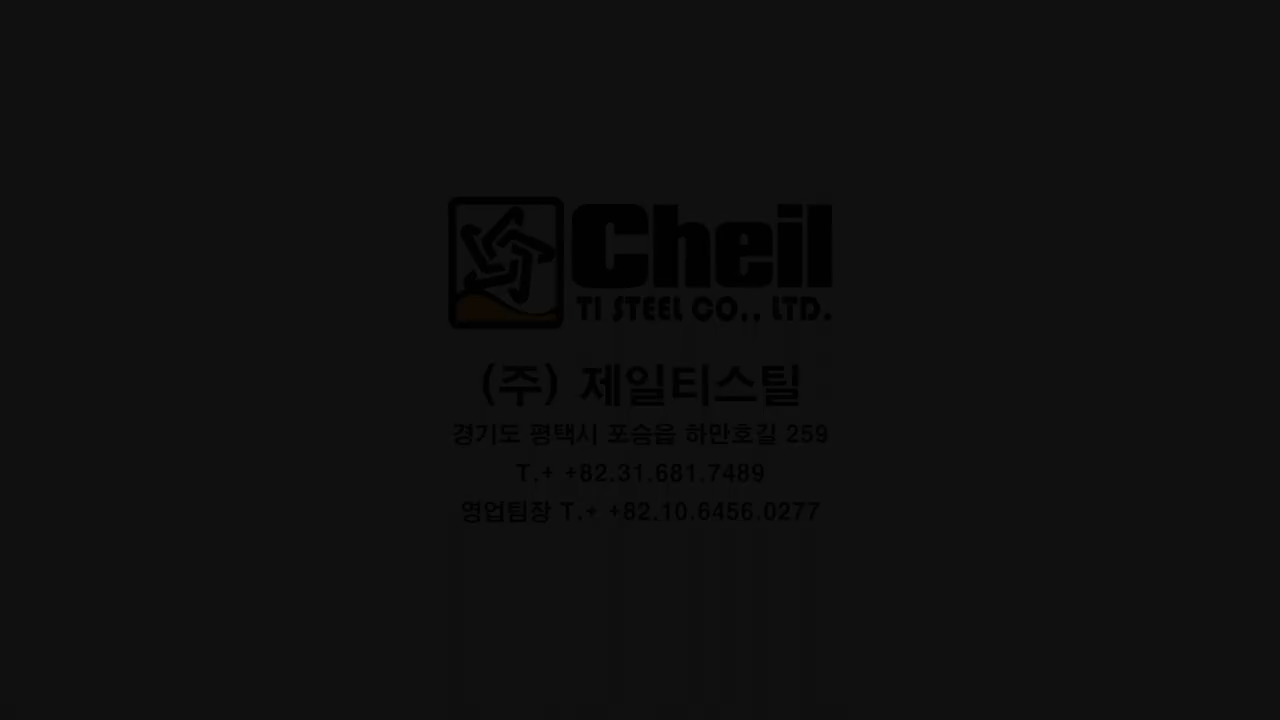 Cheil
TI STEEL CO., LTD.
(주) 제일티스틸
경기도 평택시 포승읍 하만호길 259
T.+ +82.31.681.7489
영업팀장 T.+ +82.10.6456.0277